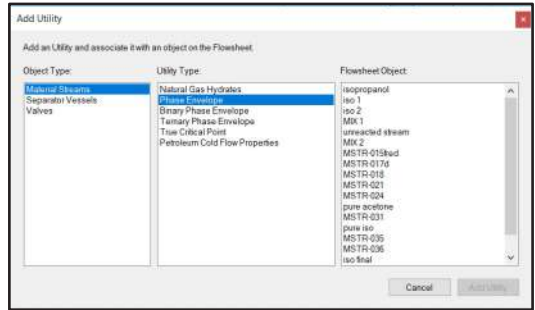 Add Utility
Add an Utility and associate it with an object on the Flowsheet.
Object Type:
Utility Type:
Flowsheet Object:
Material Streams
Separator Vessels
Valves
Natural Gas Hydrates
Phase Envelope
Binary Phase Envelope
Ternary Phase Envelope
True Critical Point
Petroleum Cold Flow Properties
isopropanol
iso 1
iso 2
MIX 1
unreacted stream
MIX 2
MSTR-015fred
MSTR-017d
MSTR-018
MSTR-021
MSTR-024
pure acetone
MSTR-031
pure iso
MSTR-035
MSTR-036
iso final
Cancel
Add Utility